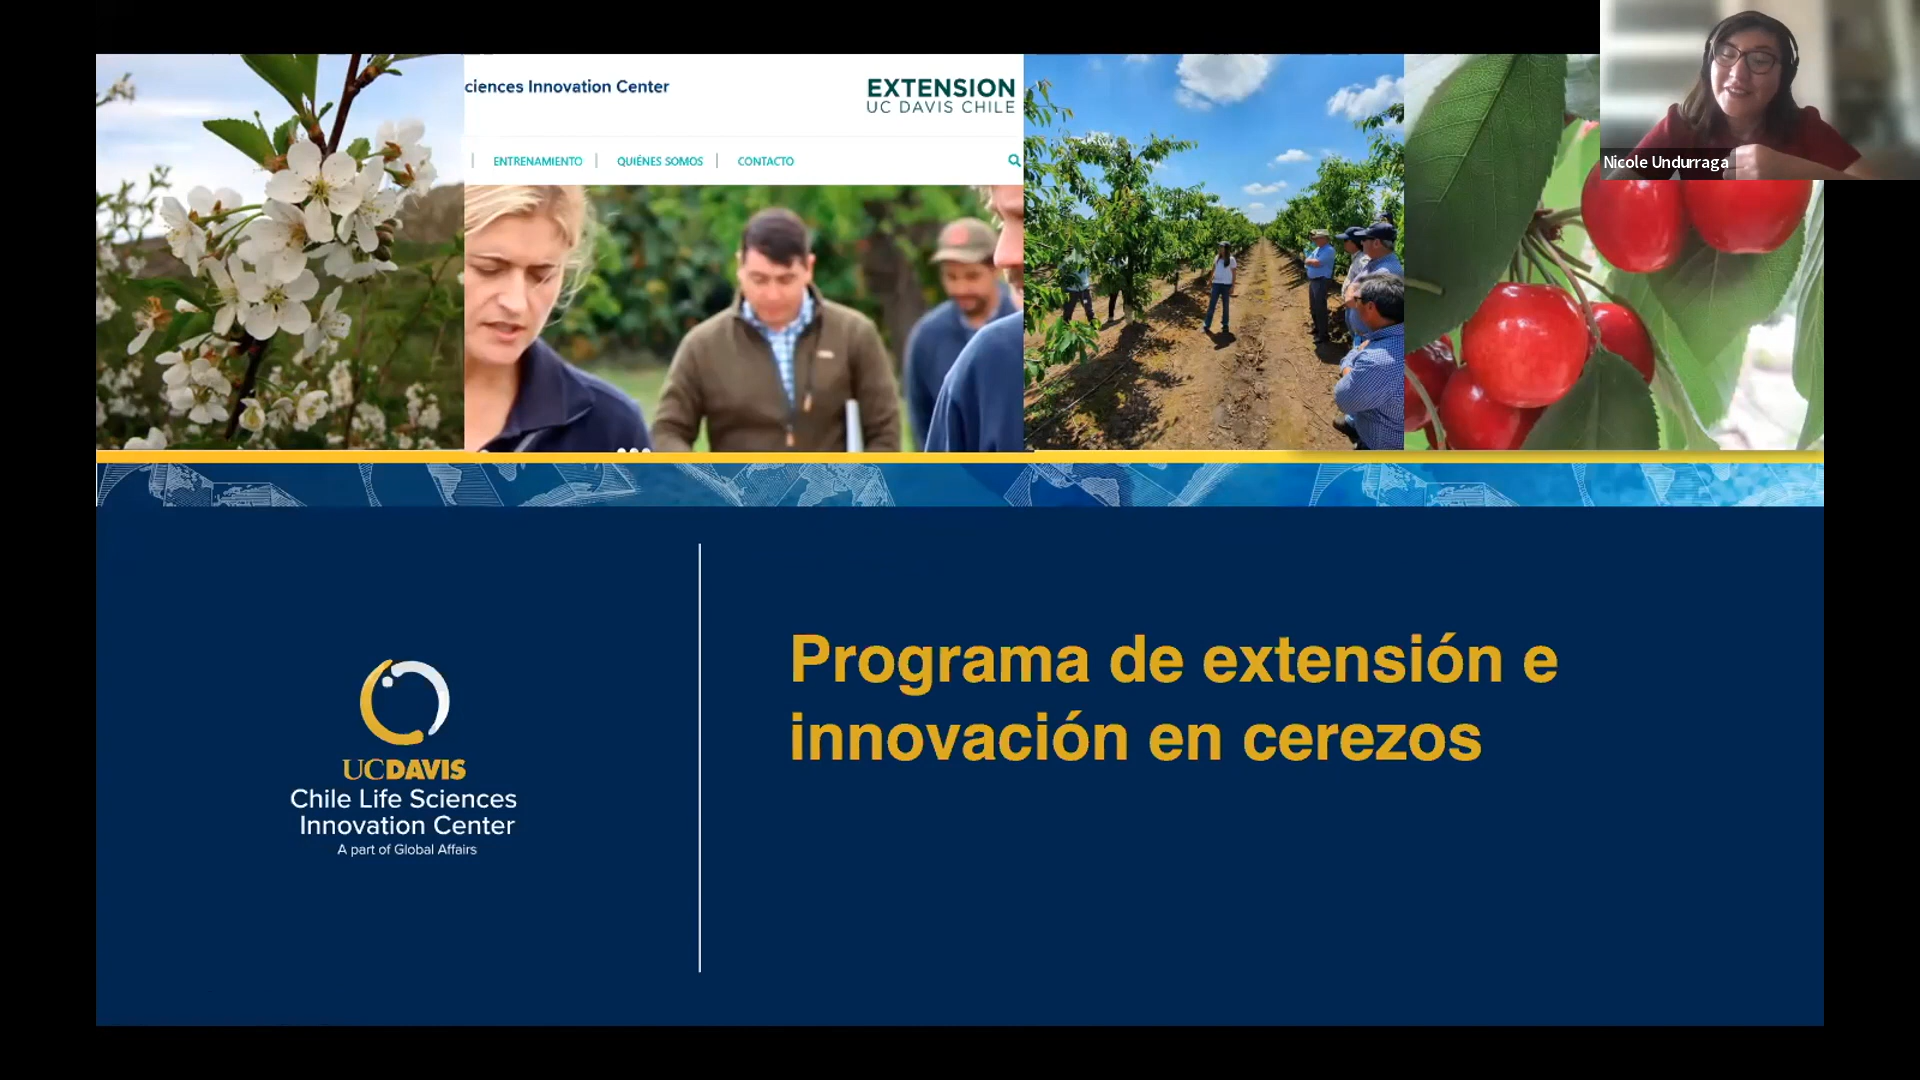 ciences Innovation Center
EXTENSION
UC DAVIS CHILE
ENTRENAMIENTO | QUIÉNES SOMOS | CONTACTO
Nicole Undurraga
Programa de extensión e
innovación en cerezos
UCDAVIS
Chile Life Sciences
Innovation Center
A part of Global Affairs